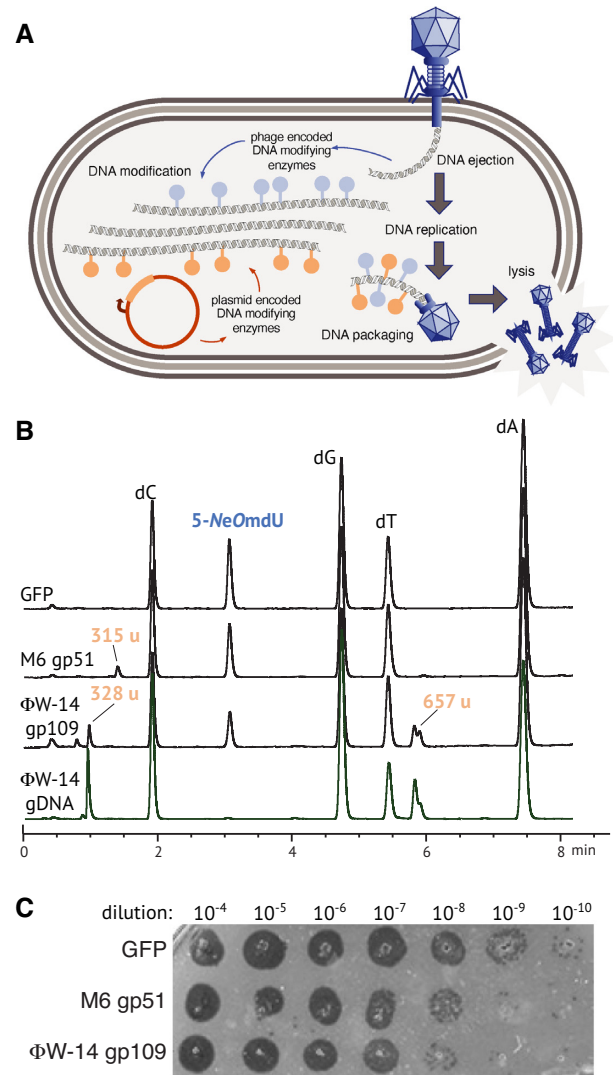 A
phage encoded
DNA modifying
enzymes
DNA modification
DNA ejection
DNA replication
plasmid encoded
DNA modifying
enzymes
DNA packaging
lysis
B
dC
5-NeOmdU
dG
dT
dA
GFP
315 u
M6 gp51
328 u
657 u
ΦW-14
gp109
ΦW-14
gDNA
0 2 4 6 8 min
C
dilution: 10⁻⁴ 10⁻⁵ 10⁻⁶ 10⁻⁷ 10⁻⁸ 10⁻⁹ 10⁻¹⁰
GFP
M6 gp51
ΦW-14 gp109